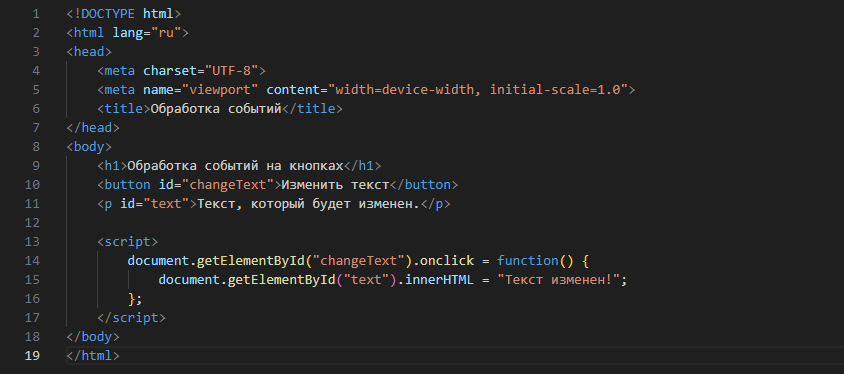 1 <!DOCTYPE html>
2 <html lang="ru">
3 <head>
4     <meta charset="UTF-8">
5     <meta name="viewport" content="width=device-width, initial-scale=1.0">
6     <title>Обработка событий</title>
7 </head>
8 <body>
9     <h1>Обработка событий на кнопках</h1>
10     <button id="changeText">Изменить текст</button>
11     <p id="text">Текст, который будет изменен.</p>
12
13     <script>
14         document.getElementById("changeText").onclick = function() {
15             document.getElementById("text").innerHTML = "Текст изменен!";
16         };
17     </script>
18 </body>
19 </html>